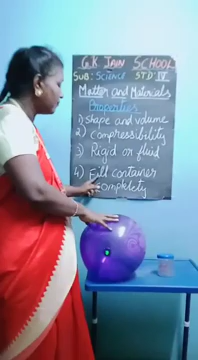 G.K JAIN SCHOOL
SUB: SCIENCE STD: IV
Matter and Materials
Properties
1) Shape and volume
2) Compressibility
3) Rigid or fluid
4) Fill container
completely